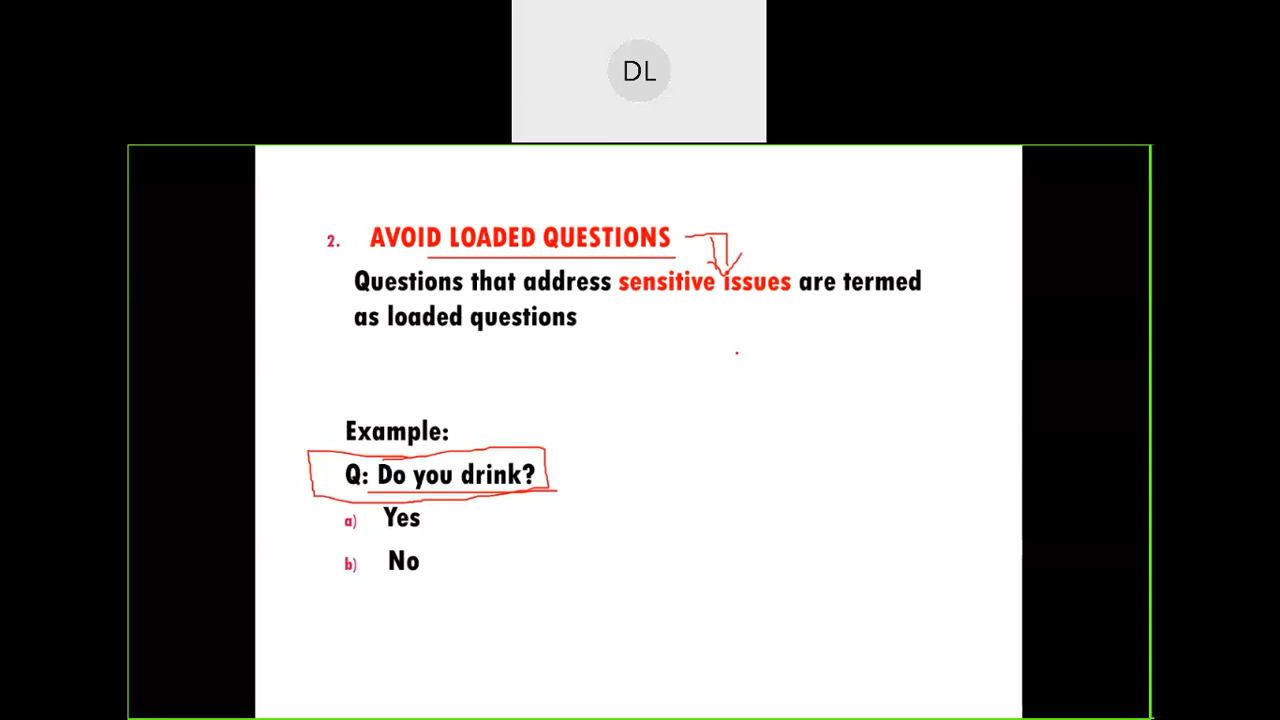 DL
2. AVOID LOADED QUESTIONS
Questions that address sensitive issues are termed
as loaded questions
Example:
Q: Do you drink?
a) Yes
b) No